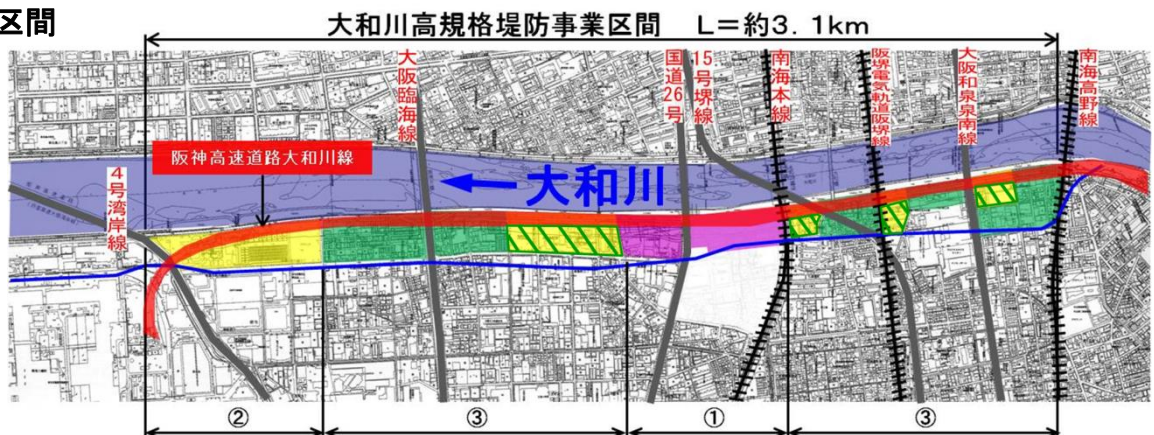 区間
大和川高規格堤防事業区間 L=約3.1km
大阪臨海線
国道26号
15号堺線
南海本線
阪堺電気軌道阪堺線
大阪和泉泉南線
南海高野線
阪神高速道路大和川線
4号湾岸線
大和川
②
③
①
③